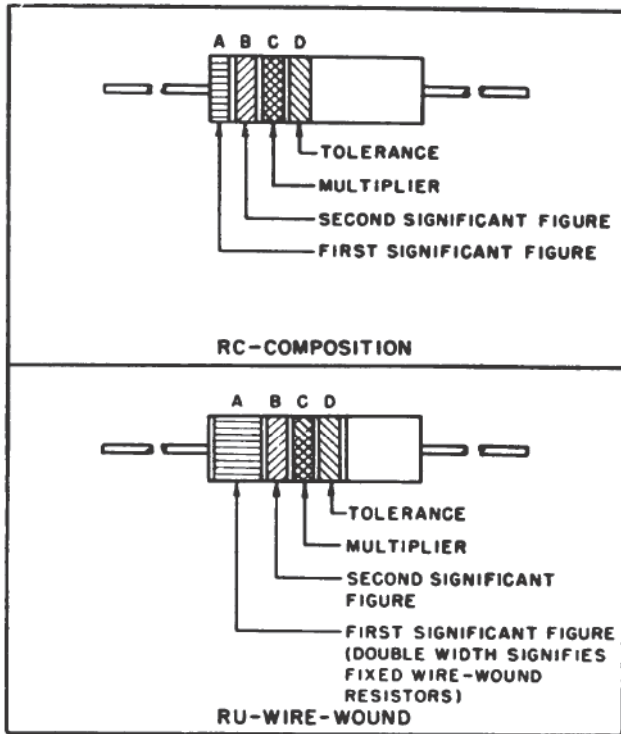 A B C D
TOLERANCE
MULTIPLIER
SECOND SIGNIFICANT FIGURE
FIRST SIGNIFICANT FIGURE
RC-COMPOSITION
A B C D
TOLERANCE
MULTIPLIER
SECOND SIGNIFICANT
FIGURE
FIRST SIGNIFICANT FIGURE
(DOUBLE WIDTH SIGNIFIES
FIXED WIRE-WOUND
RESISTORS)
RU-WIRE-WOUND